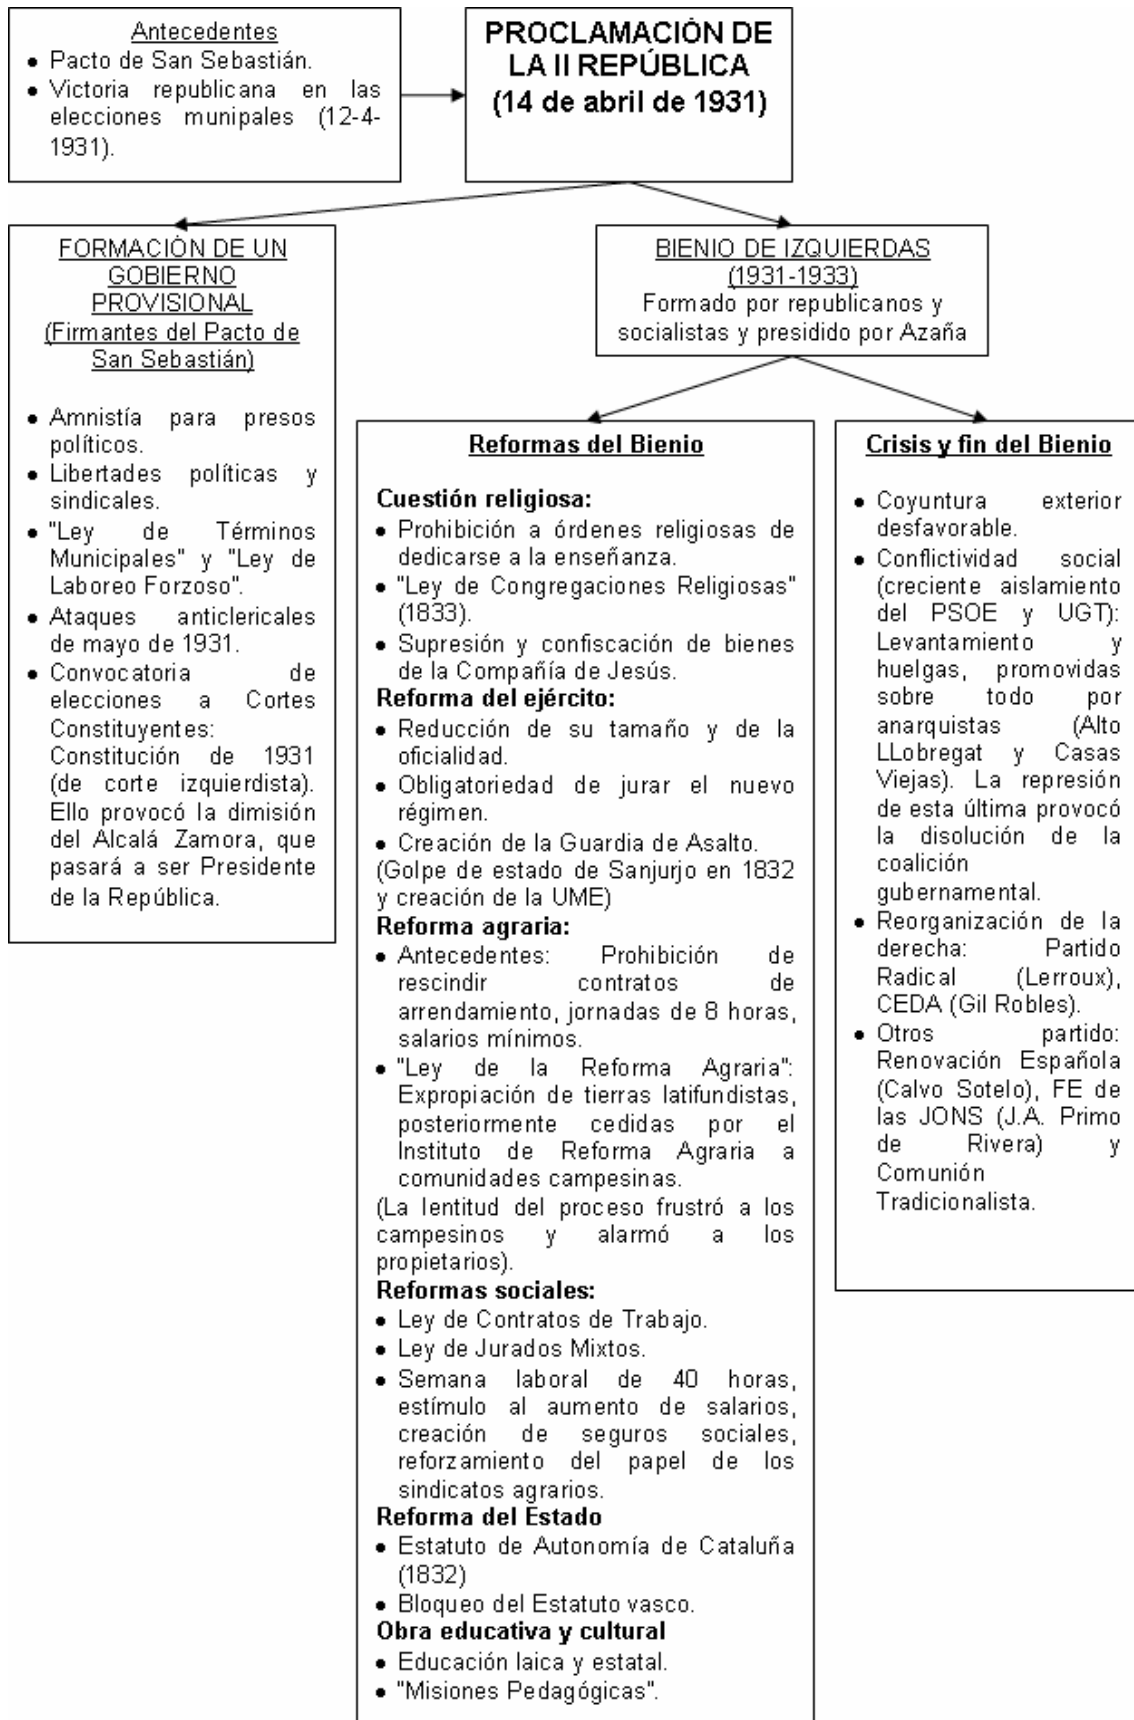 Antecedentes
● Pacto de San Sebastián.
● Victoria republicana en las
elecciones munipales (12-4-
1931).
PROCLAMACIÓN DE
LA II REPÚBLICA
(14 de abril de 1931)
FORMACIÓN DE UN
GOBIERNO
PROVISIONAL
(Firmantes del Pacto de
San Sebastián)
● Amnistía para presos
políticos.
● Libertades políticas y
sindicales.
● "Ley de Términos
Municipales" y "Ley de
Laboreo Forzoso".
● Ataques anticlericales
de mayo de 1931.
● Convocatoria de
elecciones a Cortes
Constituyentes:
Constitución de 1931
(de corte izquierdista).
Ello provocó la dimisión
del Alcalá Zamora, que
pasará a ser Presidente
de la República.
BIENIO DE IZQUIERDAS
(1931-1933)
Formado por republicanos y
socialistas y presidido por Azaña
Reformas del Bienio
Cuestión religiosa:
● Prohibición a órdenes religiosas de
dedicarse a la enseñanza.
● "Ley de Congregaciones Religiosas"
(1833).
● Supresión y confiscación de bienes
de la Compañía de Jesús.
Reforma del ejército:
● Reducción de su tamaño y de la
oficialidad.
● Obligatoriedad de jurar el nuevo
régimen.
● Creación de la Guardia de Asalto.
(Golpe de estado de Sanjurjo en 1832
y creación de la UME)
Reforma agraria:
● Antecedentes: Prohibición de
rescindir contratos de
arrendamiento, jornadas de 8 horas,
salarios mínimos.
● "Ley de la Reforma Agraria":
Expropiación de tierras latifundistas,
posteriormente cedidas por el
Instituto de Reforma Agraria a
comunidades campesinas.
(La lentitud del proceso frustró a los
campesinos y alarmó a los
propietarios).
Reformas sociales:
● Ley de Contratos de Trabajo.
● Ley de Jurados Mixtos.
● Semana laboral de 40 horas,
estímulo al aumento de salarios,
creación de seguros sociales,
reforzamiento del papel de los
sindicatos agrarios.
Reforma del Estado
● Estatuto de Autonomía de Cataluña
(1832)
● Bloqueo del Estatuto vasco.
Obra educativa y cultural
● Educación laica y estatal.
● "Misiones Pedagógicas".
Crisis y fin del Bienio
● Coyuntura exterior
desfavorable.
● Conflictividad social
(creciente aislamiento
del PSOE y UGT):
Levantamiento y
huelgas, promovidas
sobre todo por
anarquistas (Alto
LLobregat y Casas
Viejas). La represión
de esta última provocó
la disolución de la
coalición
gubernamental.
● Reorganización de la
derecha: Partido
Radical (Lerroux),
CEDA (Gil Robles).
● Otros partido:
Renovación Española
(Calvo Sotelo), FE de
las JONS (J.A. Primo
de Rivera) y
Comunión
Tradicionalista.